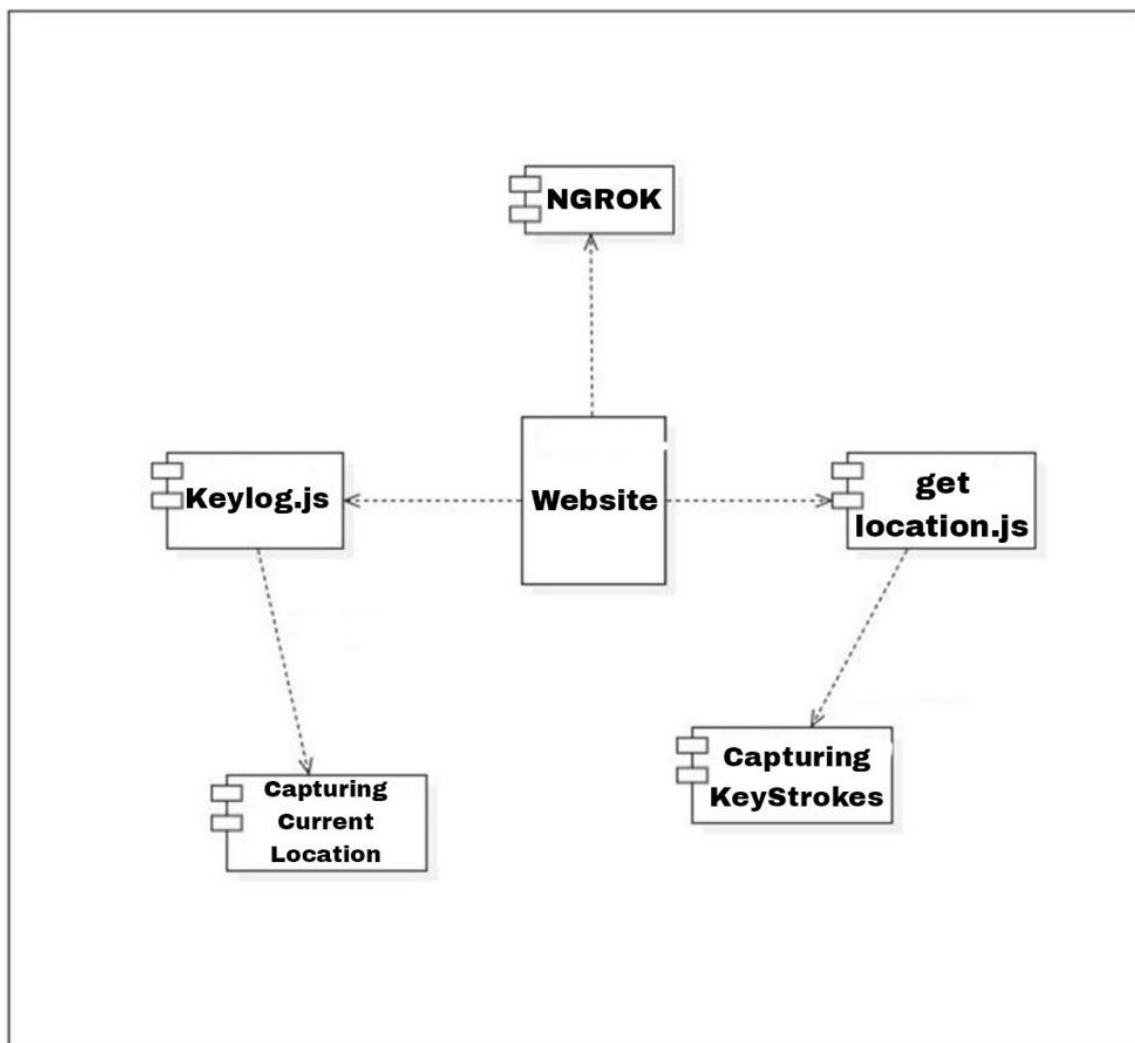 NGROK
Keylog.js
Website
get
location.js
Capturing
KeyStrokes
Capturing
Current
Location